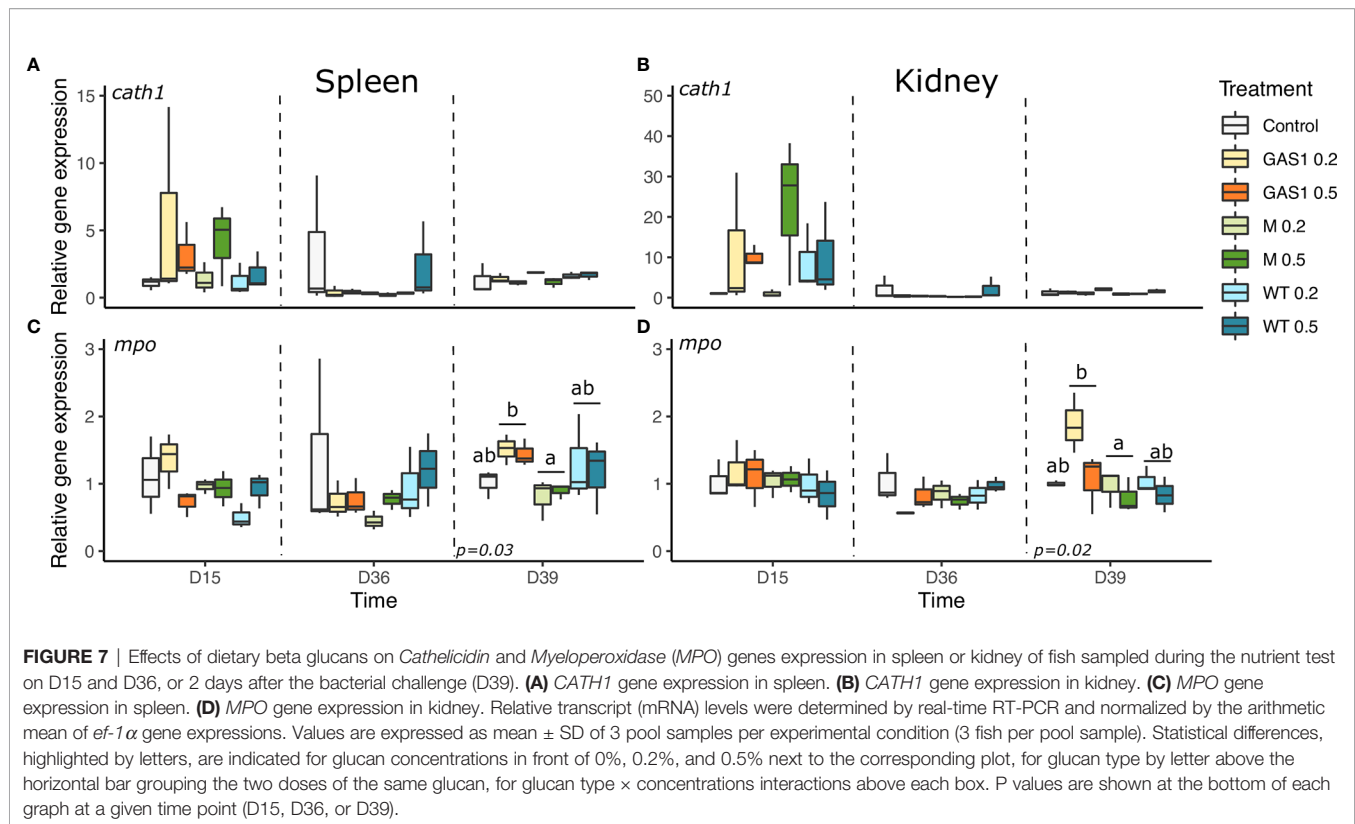 A
B
Spleen
Kidney
Treatment
Control
GAS1 0.2
GAS1 0.5
M 0.2
M 0.5
WT 0.2
WT 0.5
cath1
Relative gene expression
15
10
5
0
cath1
50
40
30
20
10
0
C
D
mpo
Relative gene expression
3
2
1
0
ab
b
a
ab
p=0.03
D15
D36
D39
Time
mpo
3
2
1
0
ab
b
a
ab
p=0.02
D15
D36
D39
Time
FIGURE 7 | Effects of dietary beta glucans on Cathelicidin and Myeloperoxidase (MPO) genes expression in spleen or kidney of fish sampled during the nutrient test
on D15 and D36, or 2 days after the bacterial challenge (D39). (A) CATH1 gene expression in spleen. (B) CATH1 gene expression in kidney. (C) MPO gene
expression in spleen. (D) MPO gene expression in kidney. Relative transcript (mRNA) levels were determined by real-time RT-PCR and normalized by the arithmetic
mean of ef-1α gene expressions. Values are expressed as mean ± SD of 3 pool samples per experimental condition (3 fish per pool sample). Statistical differences,
highlighted by letters, are indicated for glucan concentrations in front of 0%, 0.2%, and 0.5% next to the corresponding plot, for glucan type by letter above the
horizontal bar grouping the two doses of the same glucan, for glucan type × concentrations interactions above each box. P values are shown at the bottom of each
graph at a given time point (D15, D36, or D39).